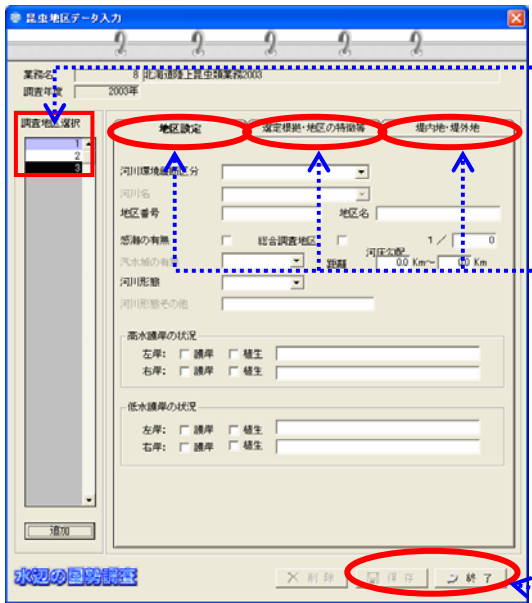 昆虫地区データ入力
業務名 8 北海道陸上昆虫類業務2003
調査年度 2003年
調査地区選択
1
2
3
地区設定 選定根拠・地区の特徴等 堤内地・堤外地
河川環境縦断区分
河川名
地区番号 地区名
感潮の有無 総合調査地区 河床勾配 1 / 0
汽水域の有無 距離 0.0 Km～ 0.0 Km
河川形態
河川形態その他
高水護岸の状況
左岸: 護岸 植生
右岸: 護岸 植生
低水護岸の状況
左岸: 護岸 植生
右岸: 護岸 植生
追加
水辺の国勢調査 削除 保存 終了